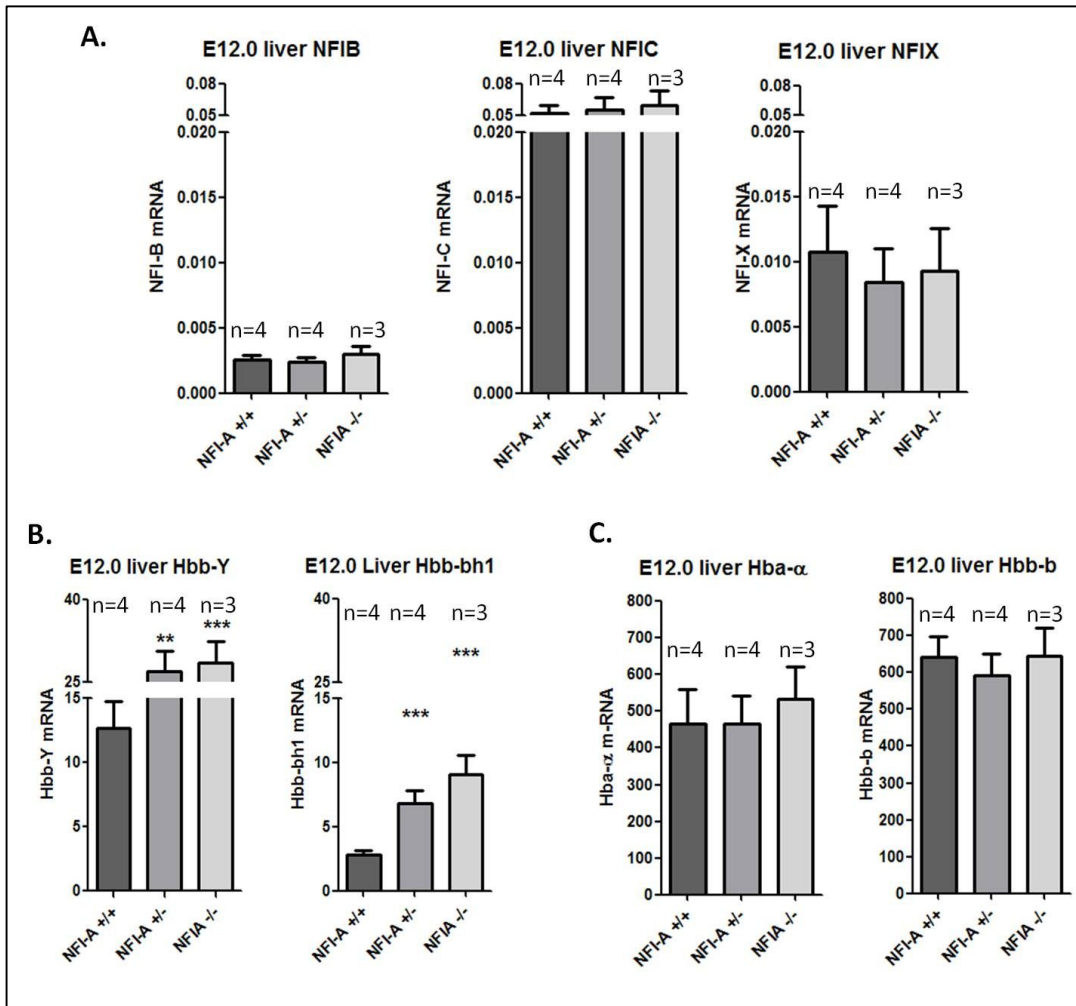 A.
E12.0 liver NFIB
NFI-B mRNA
0.08
0.05
0.020
0.015
0.010
0.005
0.000
n=4 n=4 n=3
NFI-A +/+
NFI-A +/-
NFIA -/-
E12.0 liver NFIC
NFI-C mRNA
0.08
0.05
0.020
0.015
0.010
0.005
0.000
n=4 n=4 n=3
NFI-A +/+
NFI-A +/-
NFIA -/-
E12.0 liver NFIX
NFI-X mRNA
0.08
0.05
0.020
0.015
0.010
0.005
0.000
n=4 n=4 n=3
NFI-A +/+
NFI-A +/-
NFIA -/-
B.
E12.0 liver Hbb-Y
Hbb-Y mRNA
40
25
15
10
5
0
n=4 n=4 n=3
** ***
NFI-A +/+
NFI-A +/-
NFIA -/-
E12.0 Liver Hbb-bh1
Hbb-bh1 mRNA
40
25
15
10
5
0
n=4 n=4 n=3
***
***
NFI-A +/+
NFI-A +/-
NFIA -/-
C.
E12.0 liver Hba-α
Hba-α m-RNA
800
700
600
500
400
300
200
100
0
n=4 n=4 n=3
NFI-A +/+
NFI-A +/-
NFIA -/-
E12.0 liver Hbb-b
Hbb-b mRNA
800
700
600
500
400
300
200
100
0
n=4 n=4 n=3
NFI-A +/+
NFI-A +/-
NFIA -/-